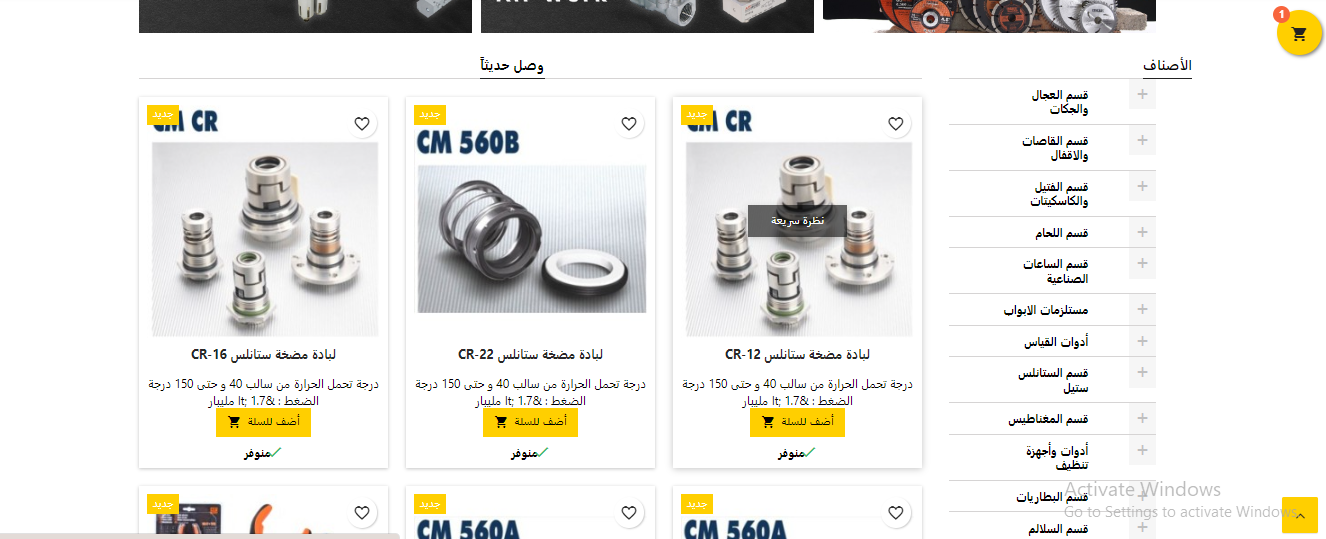 1
الأصناف
قسم العجال
والجكات
قسم القاصات
والاقفال
قسم الفتيل
والكاسكيتات
قسم اللحام
قسم الساعات
الصناعية
مستلزمات الابواب
أدوات القياس
قسم الستانلس
ستيل
قسم المغناطيس
أدوات وأجهزة
تنظيف
قسم البطاريات
قسم السلالم
وصل حديثاً
جديد
CM CR
نظرة سريعة
لبادة مضخة ستانلس CR-12
درجة تحمل الحرارة من سالب 40 و حتى 150 درجة
الضغط : &lt; 1.7 مليبار
أضف للسلة
منوفر
جديد
CM 560B
لبادة مضخة ستانلس CR-22
درجة تحمل الحرارة من سالب 40 و حتى 150 درجة
الضغط : &lt; 1.7 مليبار
أضف للسلة
منوفر
جديد
CM CR
لبادة مضخة ستانلس CR-16
درجة تحمل الحرارة من سالب 40 و حتى 150 درجة
الضغط : &lt; 1.7 مليبار
أضف للسلة
منوفر
جديد
CM 560A
جديد
CM 560A
جديد
Activate Windows
Go to Settings to activate Windows.